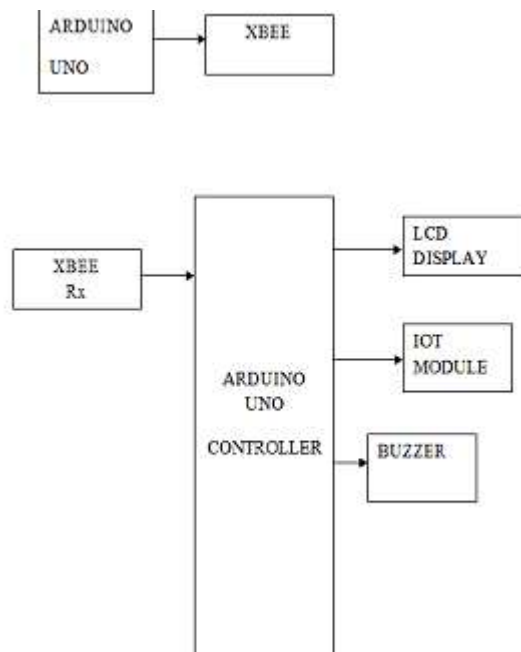 ARDUINO
UNO
XBEE
XBEE
Rx
ARDUINO
UNO
CONTROLLER
LCD
DISPLAY
IOT
MODULE
BUZZER